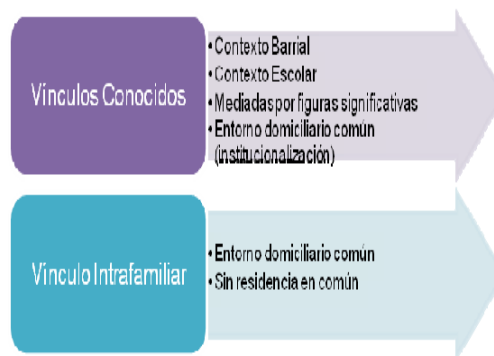 Vínculos Conocidos
• Contexto Barrial
• Contexto Escolar
• Mediadas por figuras significativas
• Entorno domiciliario común
(institucionalización)
Vínculo Intrafamiliar
• Entorno domiciliario común
• Sin residencia en común